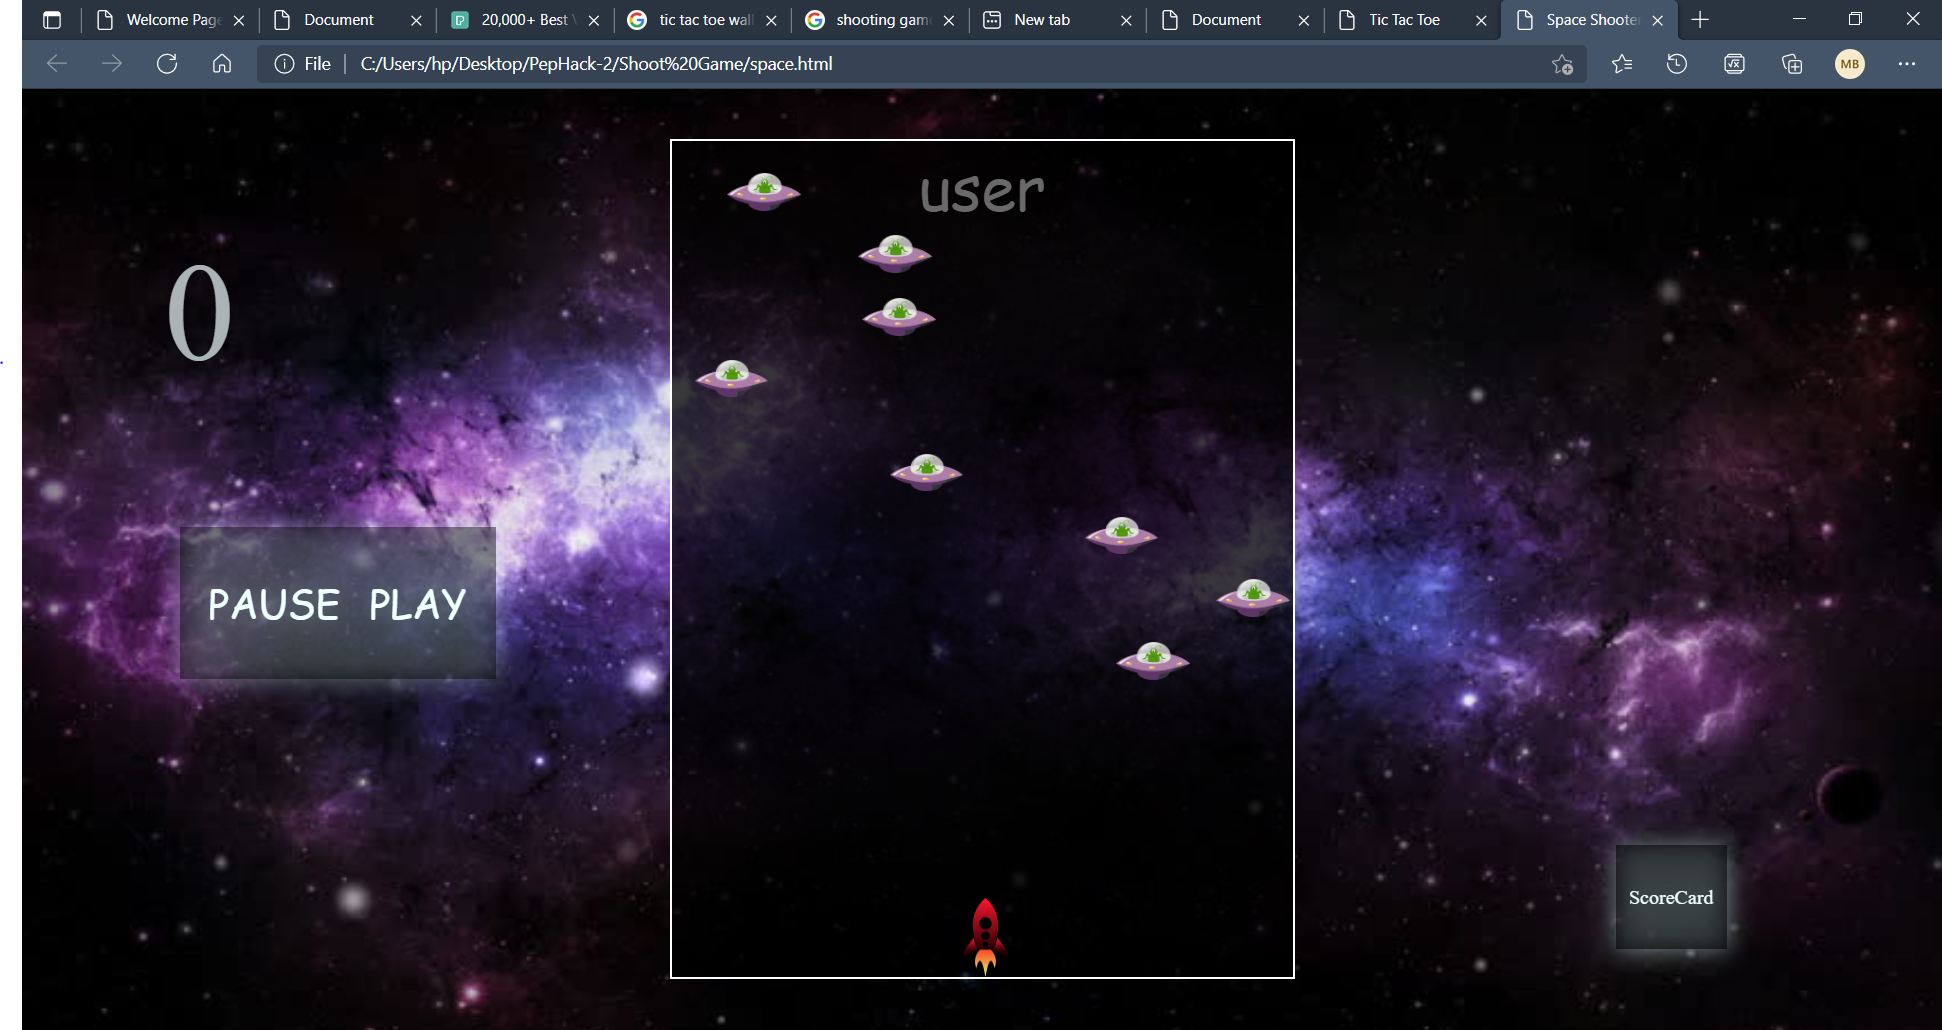 Welcome Page
Document
20,000+ Best
tic tac toe wall
shooting game
New tab
Document
Tic Tac Toe
Space Shooter
File
C:/Users/hp/Desktop/PepHack-2/Shoot%20Game/space.html
MB
user
0
PAUSE PLAY
ScoreCard